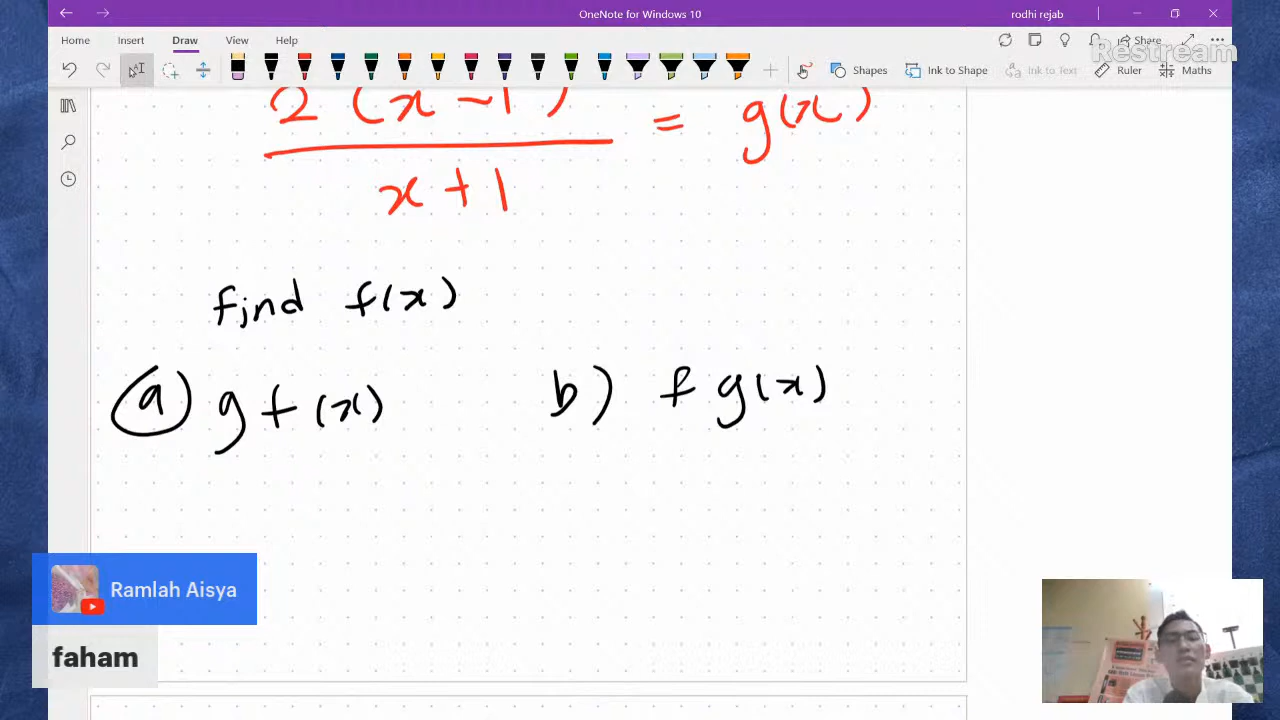 OneNote for Windows 10
rodhi rejab
Home Insert Draw View Help
Share
Restream
Shapes Ink to Shape Ink to Text Ruler Maths
2 (x - 1) = g(x)
x + 1
find f(x)
a g f (x) b) f g(x)
Ramlah Aisya
faham